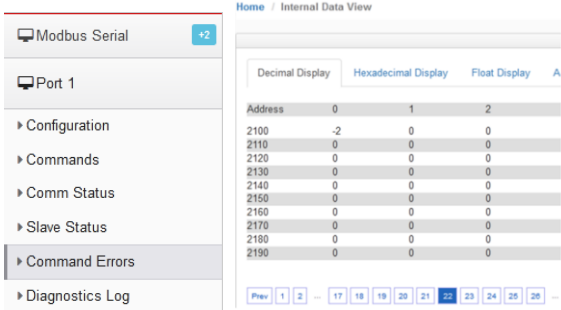 Home / Internal Data View
Modbus Serial +2
Port 1
Configuration
Commands
Comm Status
Slave Status
Command Errors
Diagnostics Log
Decimal Display Hexadecimal Display Float Display A
Address 0 1 2
2100 -2 0 0
2110 0 0 0
2120 0 0 0
2130 0 0 0
2140 0 0 0
2150 0 0 0
2160 0 0 0
2170 0 0 0
2180 0 0 0
2190 0 0 0
Prev 1 2 ... 17 18 19 20 21 22 23 24 25 26 ...